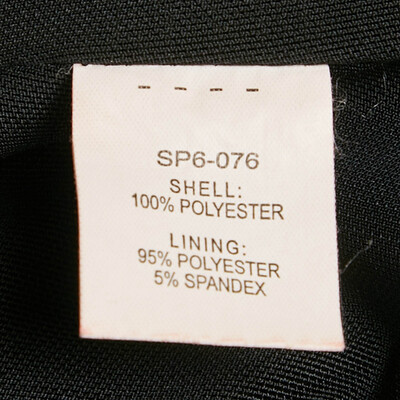 SP6-076
SHELL:
100% POLYESTER
LINING:
95% POLYESTER
5% SPANDEX